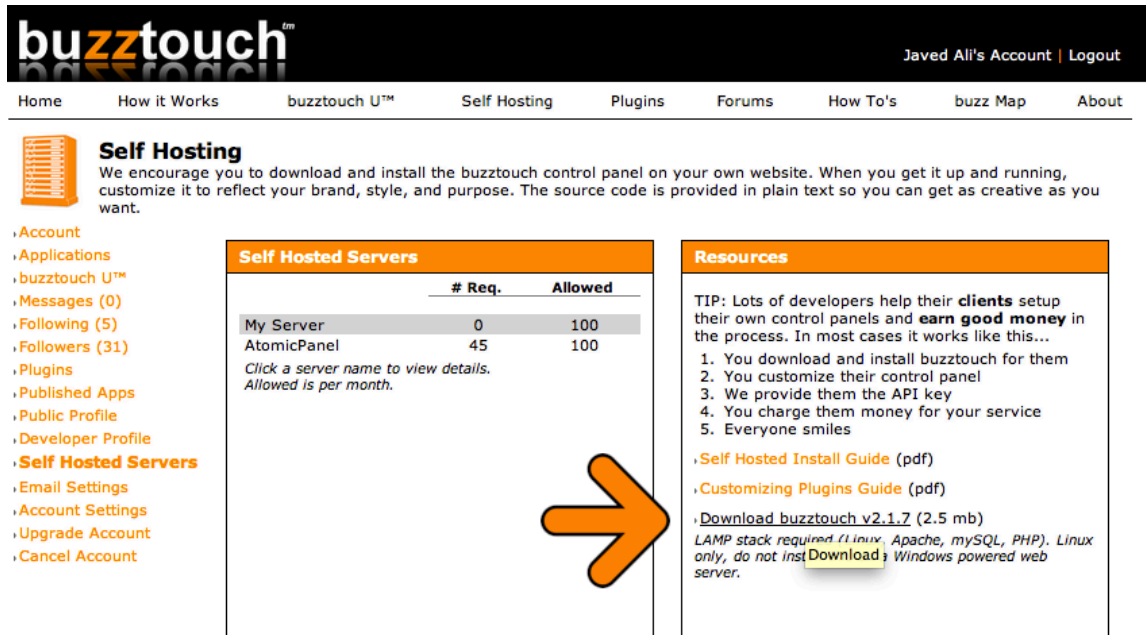 buzztouch™
Javed Ali's Account | Logout
Home How it Works buzztouch U™ Self Hosting Plugins Forums How To's buzz Map About
Self Hosting
We encourage you to download and install the buzztouch control panel on your own website. When you get it up and running,
customize it to reflect your brand, style, and purpose. The source code is provided in plain text so you can get as creative as you
want.
Account
Applications
buzztouch U™
Messages (0)
Following (5)
Followers (31)
Plugins
Published Apps
Public Profile
Developer Profile
Self Hosted Servers
Email Settings
Account Settings
Upgrade Account
Cancel Account
Self Hosted Servers
# Req. Allowed
My Server 0 100
AtomicPanel 45 100
Click a server name to view details.
Allowed is per month.
Resources
TIP: Lots of developers help their clients setup
their own control panels and earn good money in
the process. In most cases it works like this...
1. You download and install buzztouch for them
2. You customize their control panel
3. We provide them the API key
4. You charge them money for your service
5. Everyone smiles
Self Hosted Install Guide (pdf)
Customizing Plugins Guide (pdf)
Download buzztouch v2.1.7 (2.5 mb)
LAMP stack required (Linux, Apache, mySQL, PHP). Linux
only, do not Windows powered web
server.
Download